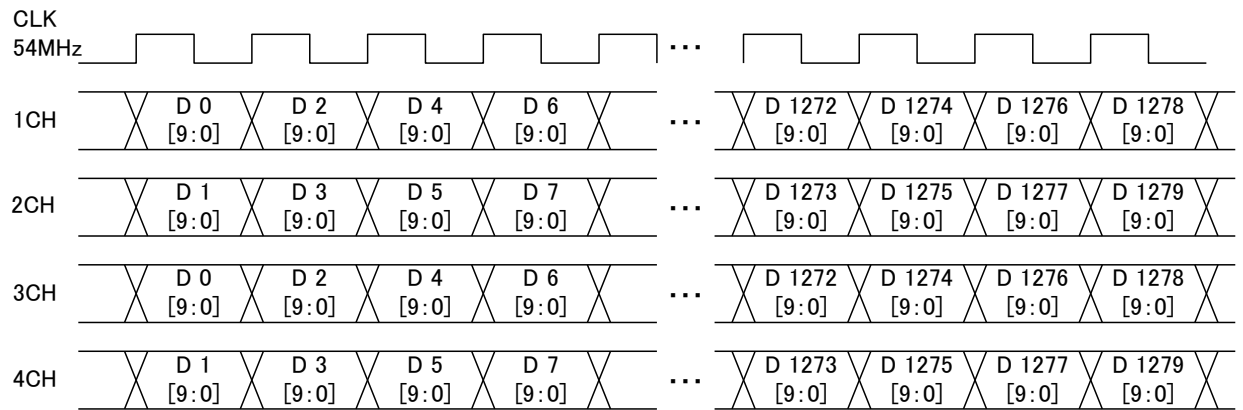 CLK
54MHz ... 
1CH D 0 D 2 D 4 D 6 ... D 1272 D 1274 D 1276 D 1278
[9:0] [9:0] [9:0] [9:0] [9:0] [9:0] [9:0] [9:0]
2CH D 1 D 3 D 5 D 7 ... D 1273 D 1275 D 1277 D 1279
[9:0] [9:0] [9:0] [9:0] [9:0] [9:0] [9:0] [9:0]
3CH D 0 D 2 D 4 D 6 ... D 1272 D 1274 D 1276 D 1278
[9:0] [9:0] [9:0] [9:0] [9:0] [9:0] [9:0] [9:0]
4CH D 1 D 3 D 5 D 7 ... D 1273 D 1275 D 1277 D 1279
[9:0] [9:0] [9:0] [9:0] [9:0] [9:0] [9:0] [9:0]